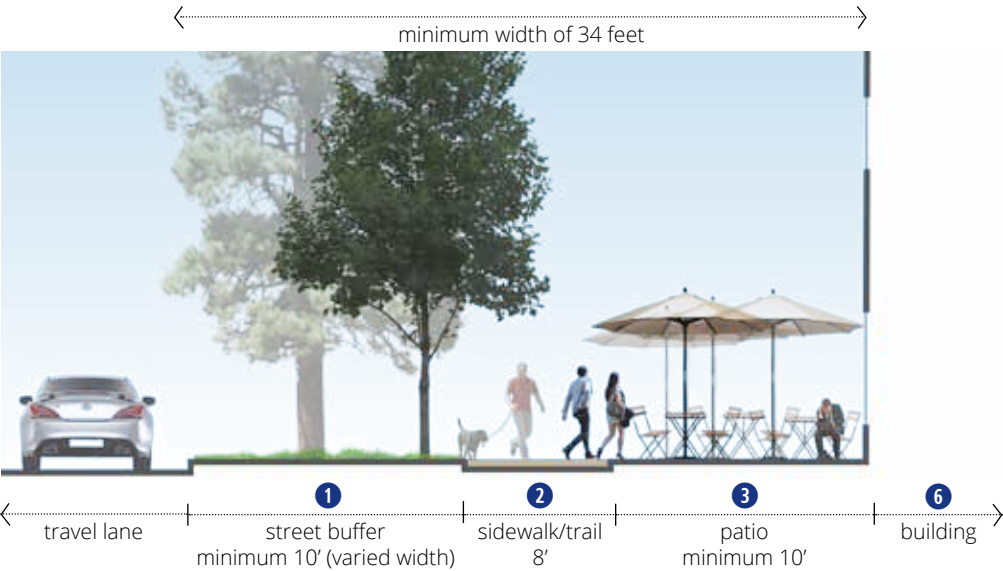 minimum width of 34 feet
1
2
3
6
travel lane
street buffer
minimum 10’ (varied width)
sidewalk/trail
8’
patio
minimum 10’
building